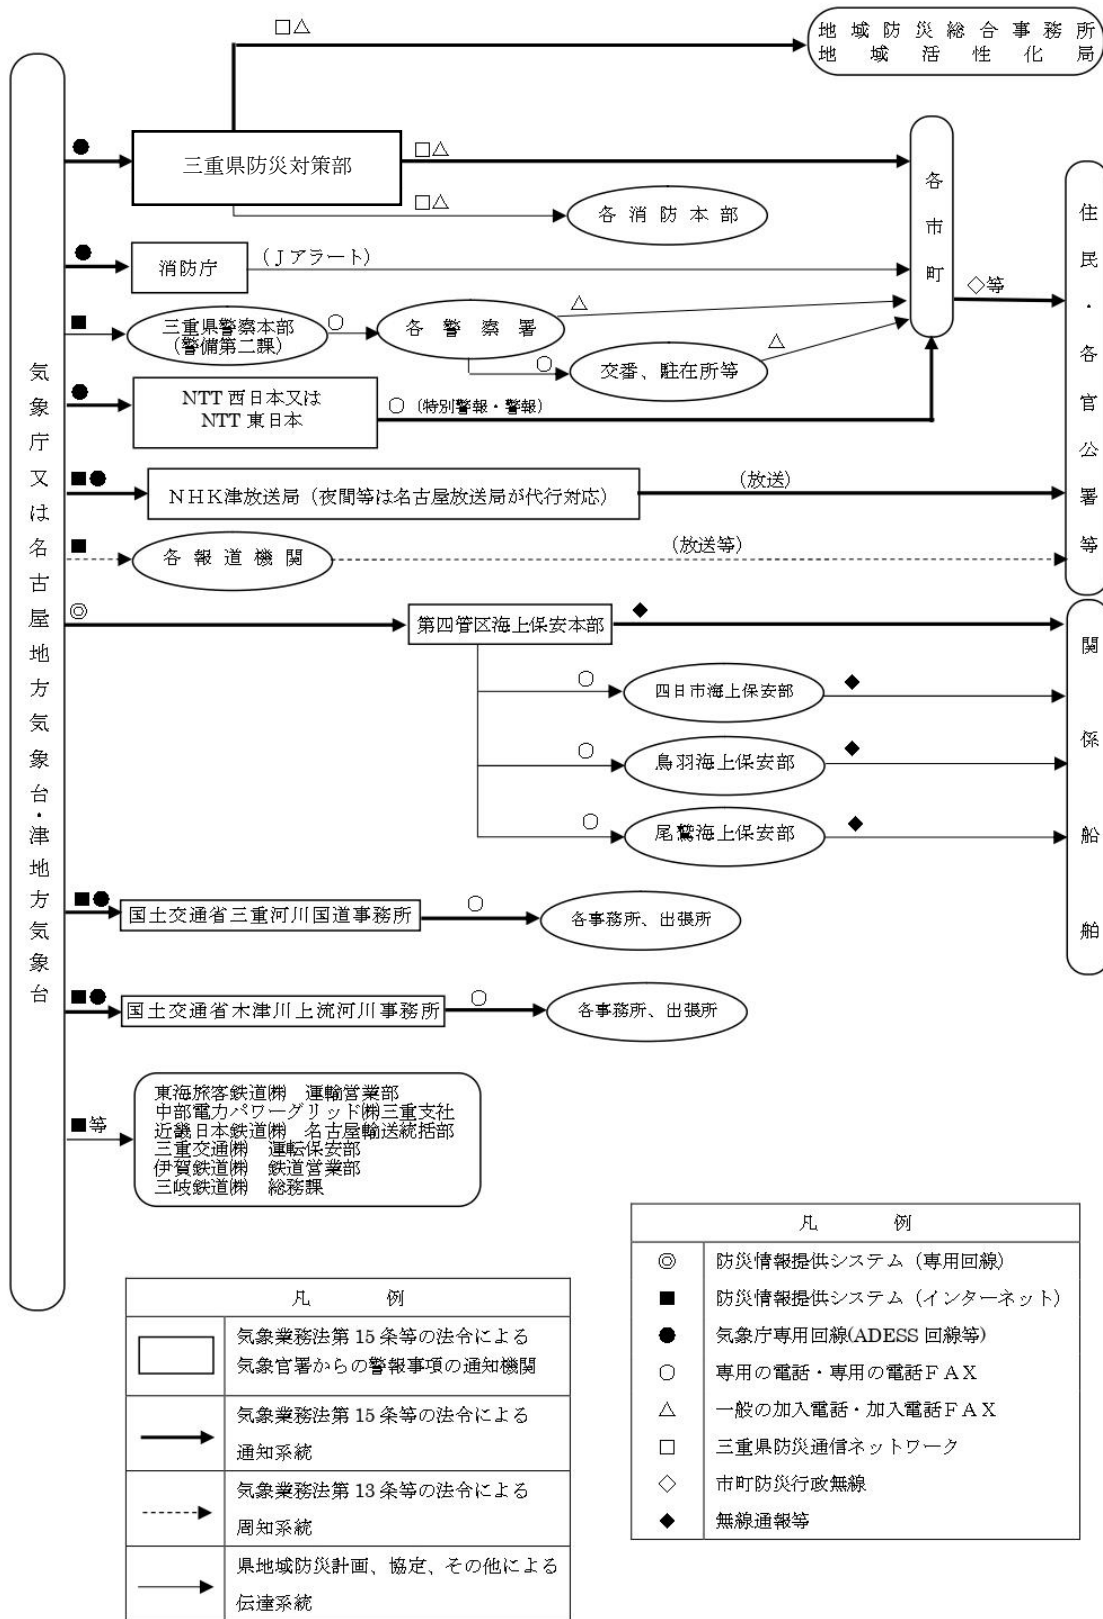 □△
地域防災総合事務所
地域活性化局
●
三重県防災対策部
□△
□△
各消防本部
各市町
住民・各官公署等
●
消防庁
(Jアラート)
◇等
■
三重県警察本部
(警備第二課)
○
各警察署
△
○
交番、駐在所等
△
気象庁又は名古屋地方気象台・津地方気象台
●
NTT 西日本又は
NTT 東日本
○ (特別警報・警報)
■●
NHK津放送局(夜間等は名古屋放送局が代行対応)
(放送)
■
各報道機関
(放送等)
◎
第四管区海上保安本部
◆
関係船舶
○
四日市海上保安部
◆
○
鳥羽海上保安部
◆
○
尾鷲海上保安部
◆
■●
国土交通省三重河川国道事務所
○
各事務所、出張所
■●
国土交通省木津川上流河川事務所
○
各事務所、出張所
■等
東海旅客鉄道㈱ 運輸営業部
中部電力パワーグリッド㈱三重支社
近畿日本鉄道㈱ 名古屋輸送統括部
三重交通㈱ 運転保安部
伊賀鉄道㈱ 鉄道営業部
三岐鉄道㈱ 総務課
凡 例
気象業務法第 15 条等の法令による
気象官署からの警報事項の通知機関
気象業務法第 15 条等の法令による
通知系統
気象業務法第 13 条等の法令による
周知系統
県地域防災計画、協定、その他による
伝達系統
凡 例
◎ 防災情報提供システム(専用回線)
■ 防災情報提供システム(インターネット)
● 気象庁専用回線(ADESS 回線等)
○ 専用の電話・専用の電話FAX
△ 一般の加入電話・加入電話FAX
□ 三重県防災通信ネットワーク
◇ 市町防災行政無線
◆ 無線通報等